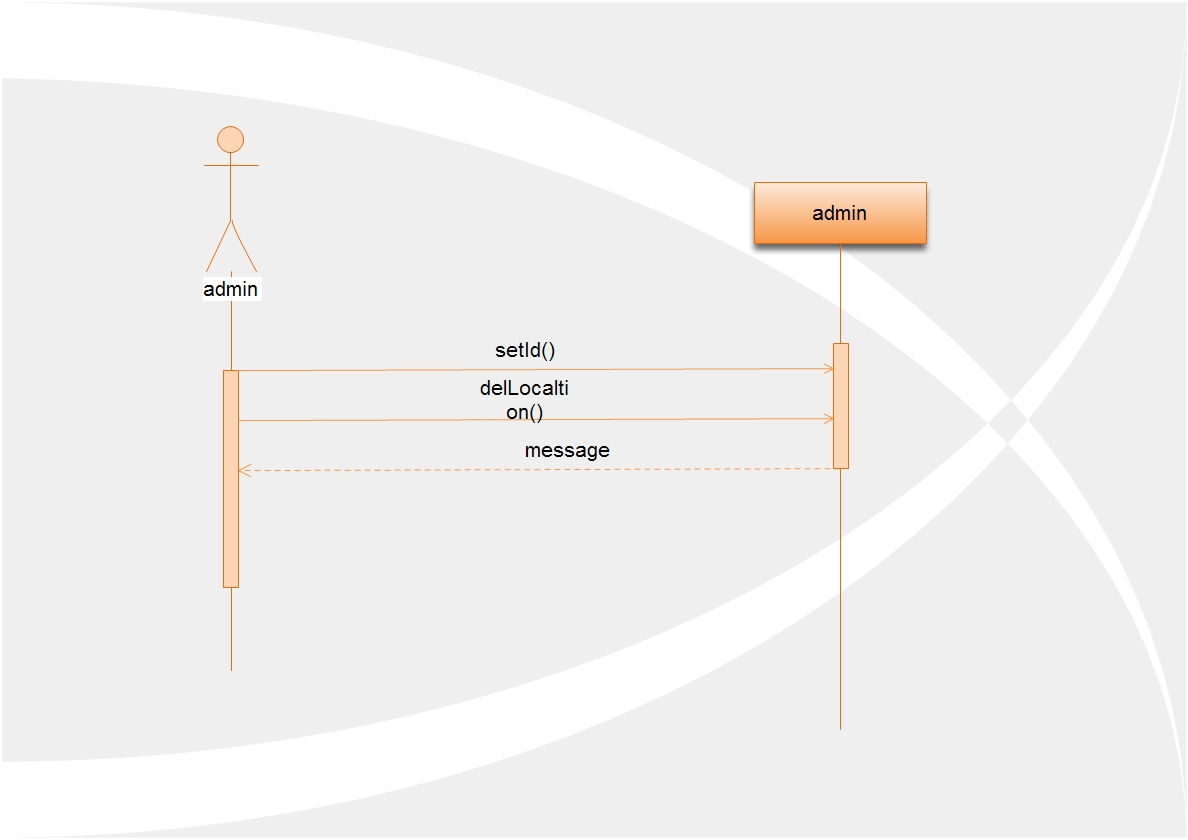 admin
admin
setId()
delLocalti
on()
message